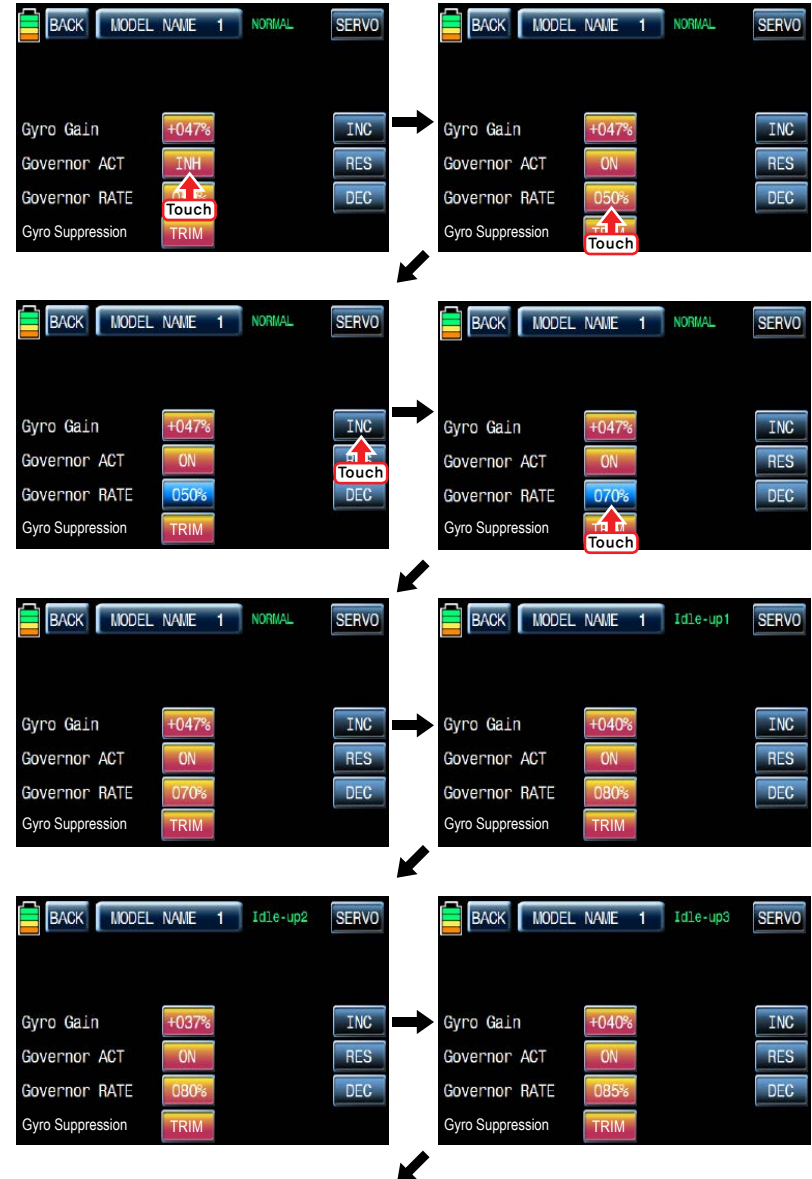 BACK MODEL NAME 1 NORMAL SERVO
Gyro Gain +047% INC
Governor ACT INH RES
Governor RATE DEC
Touch
Gyro Suppression TRIM
BACK MODEL NAME 1 NORMAL SERVO
Gyro Gain +047% INC
Governor ACT ON RES
Governor RATE 050% DEC
Touch
Gyro Suppression
BACK MODEL NAME 1 NORMAL SERVO
Gyro Gain +047% INC
Governor ACT ON
Touch
Governor RATE 050% DEC
Gyro Suppression TRIM
BACK MODEL NAME 1 NORMAL SERVO
Gyro Gain +047% INC
Governor ACT ON RES
Governor RATE 070% DEC
Gyro Suppression
Touch
BACK MODEL NAME 1 NORMAL SERVO
Gyro Gain +047% INC
Governor ACT ON RES
Governor RATE 070% DEC
Gyro Suppression TRIM
BACK MODEL NAME 1 Idle-up1 SERVO
Gyro Gain +040% INC
Governor ACT ON RES
Governor RATE 080% DEC
Gyro Suppression TRIM
BACK MODEL NAME 1 Idle-up2 SERVO
Gyro Gain +037% INC
Governor ACT ON RES
Governor RATE 080% DEC
Gyro Suppression TRIM
BACK MODEL NAME 1 Idle-up3 SERVO
Gyro Gain +040% INC
Governor ACT ON RES
Governor RATE 085% DEC
Gyro Suppression TRIM